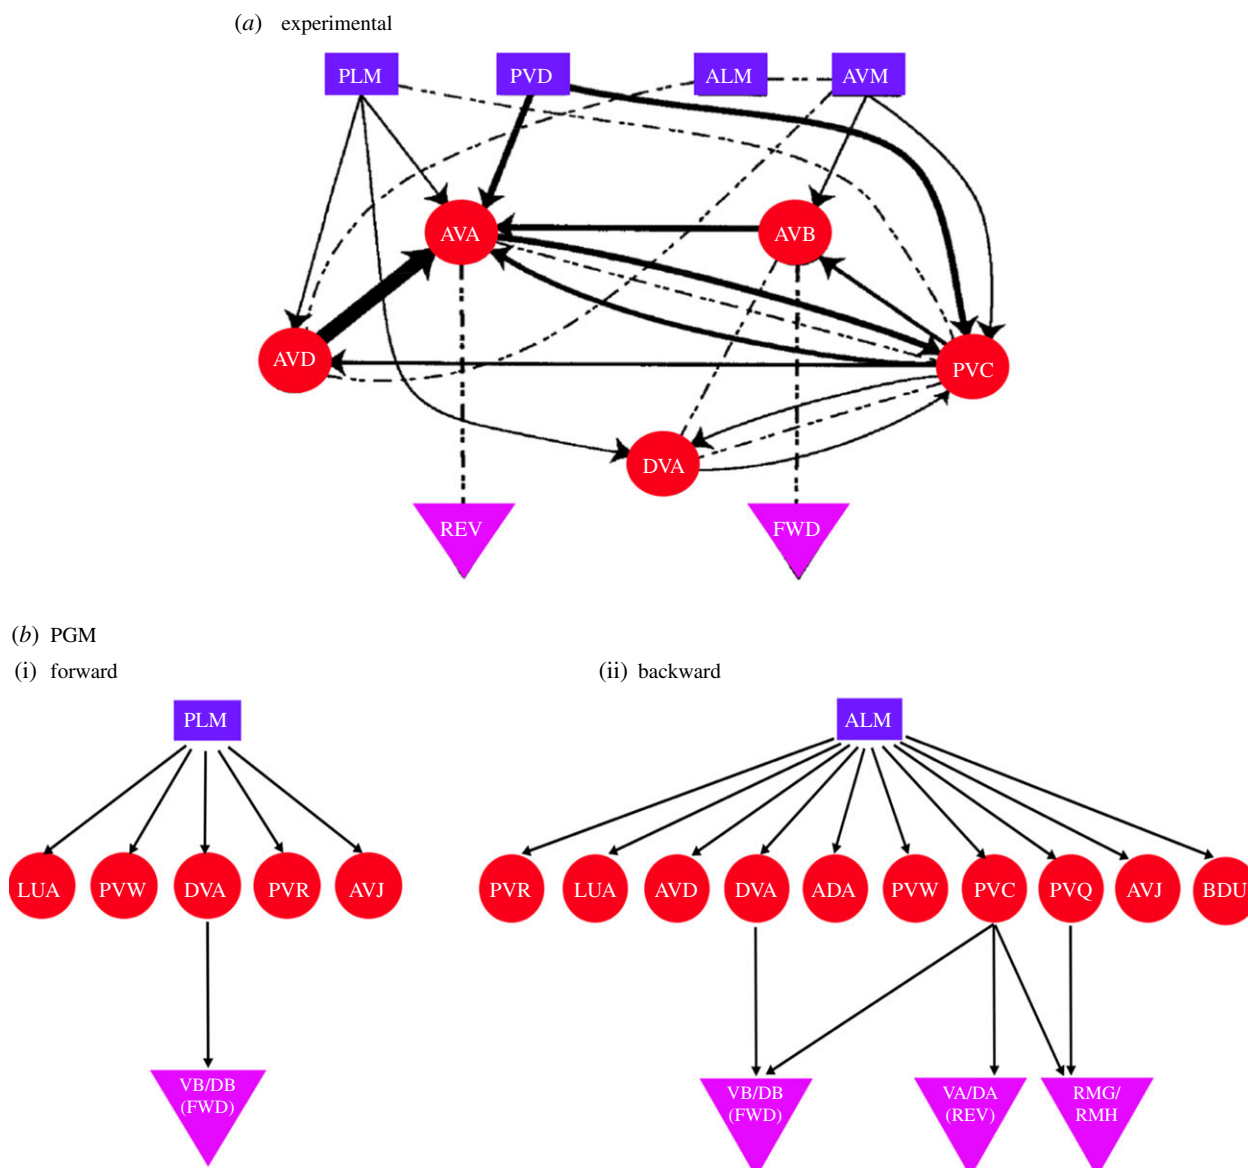 (a) experimental
PLM PVD ALM AVM
AVA AVB
AVD PVC
DVA
REV FWD
(b) PGM
(i) forward
PLM
LUA PVW DVA PVR AVJ
VB/DB
(FWD)
(ii) backward
ALM
PVR LUA AVD DVA ADA PVW PVC PVQ AVJ BDU
VB/DB
(FWD)
VA/DA
(REV)
RMG/
RMH